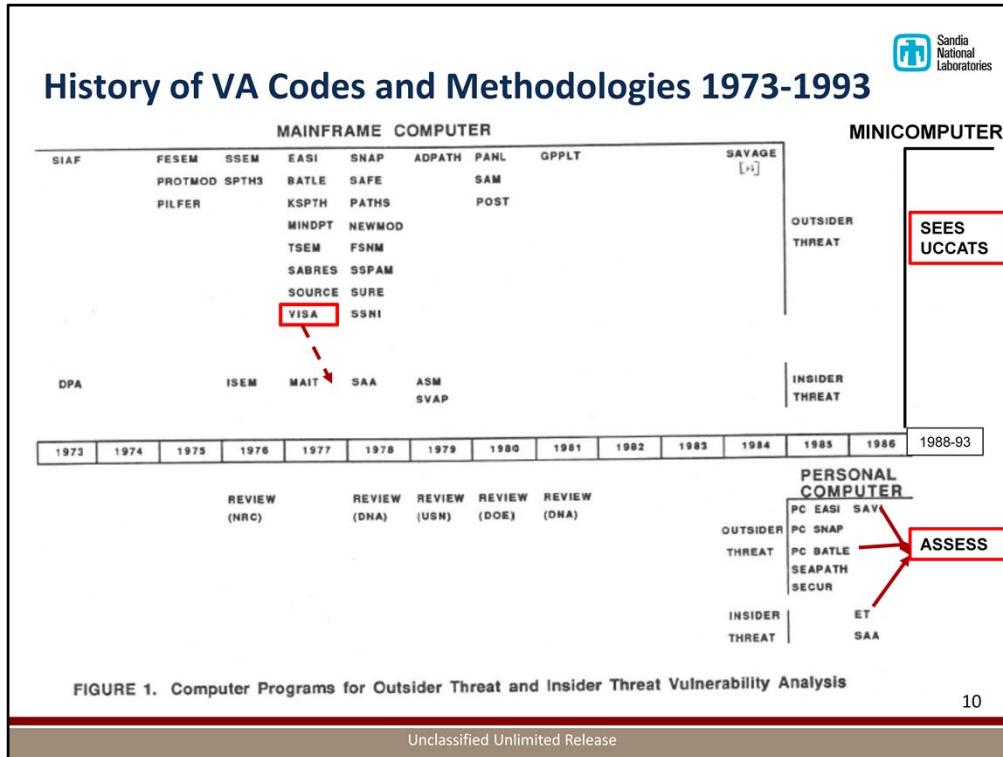 Sandia
National
Laboratories
History of VA Codes and Methodologies 1973-1993
MAINFRAME COMPUTER MINICOMPUTER
SIAF FESEM SSEM EASI SNAP ADPATH PANL GPPLT SAVAGE
PROTMOD SPTH3 BATLE SAFE SAM
PILFER KSPTH PATHS POST
MINDPT NEWMOD OUTSIDER SEES
TSEM FSNM THREAT UCCATS
SABRES SSPAM
SOURCE SURE
VISA SSNI
DPA ISEM MAIT SAA ASM INSIDER
SVAP THREAT
1973 1974 1975 1976 1977 1978 1979 1980 1981 1982 1983 1984 1985 1986 1988-93
PERSONAL
COMPUTER
REVIEW REVIEW REVIEW REVIEW REVIEW
(NRC) (DNA) (USN) (DOE) (DNA)
PC EASI
OUTSIDER PC SNAP
THREAT PC BATLE ASSESS
SEAPATH
SECUR
INSIDER ET
THREAT SAA
FIGURE 1. Computer Programs for Outsider Threat and Insider Threat Vulnerability Analysis
10
Unclassified Unlimited Release